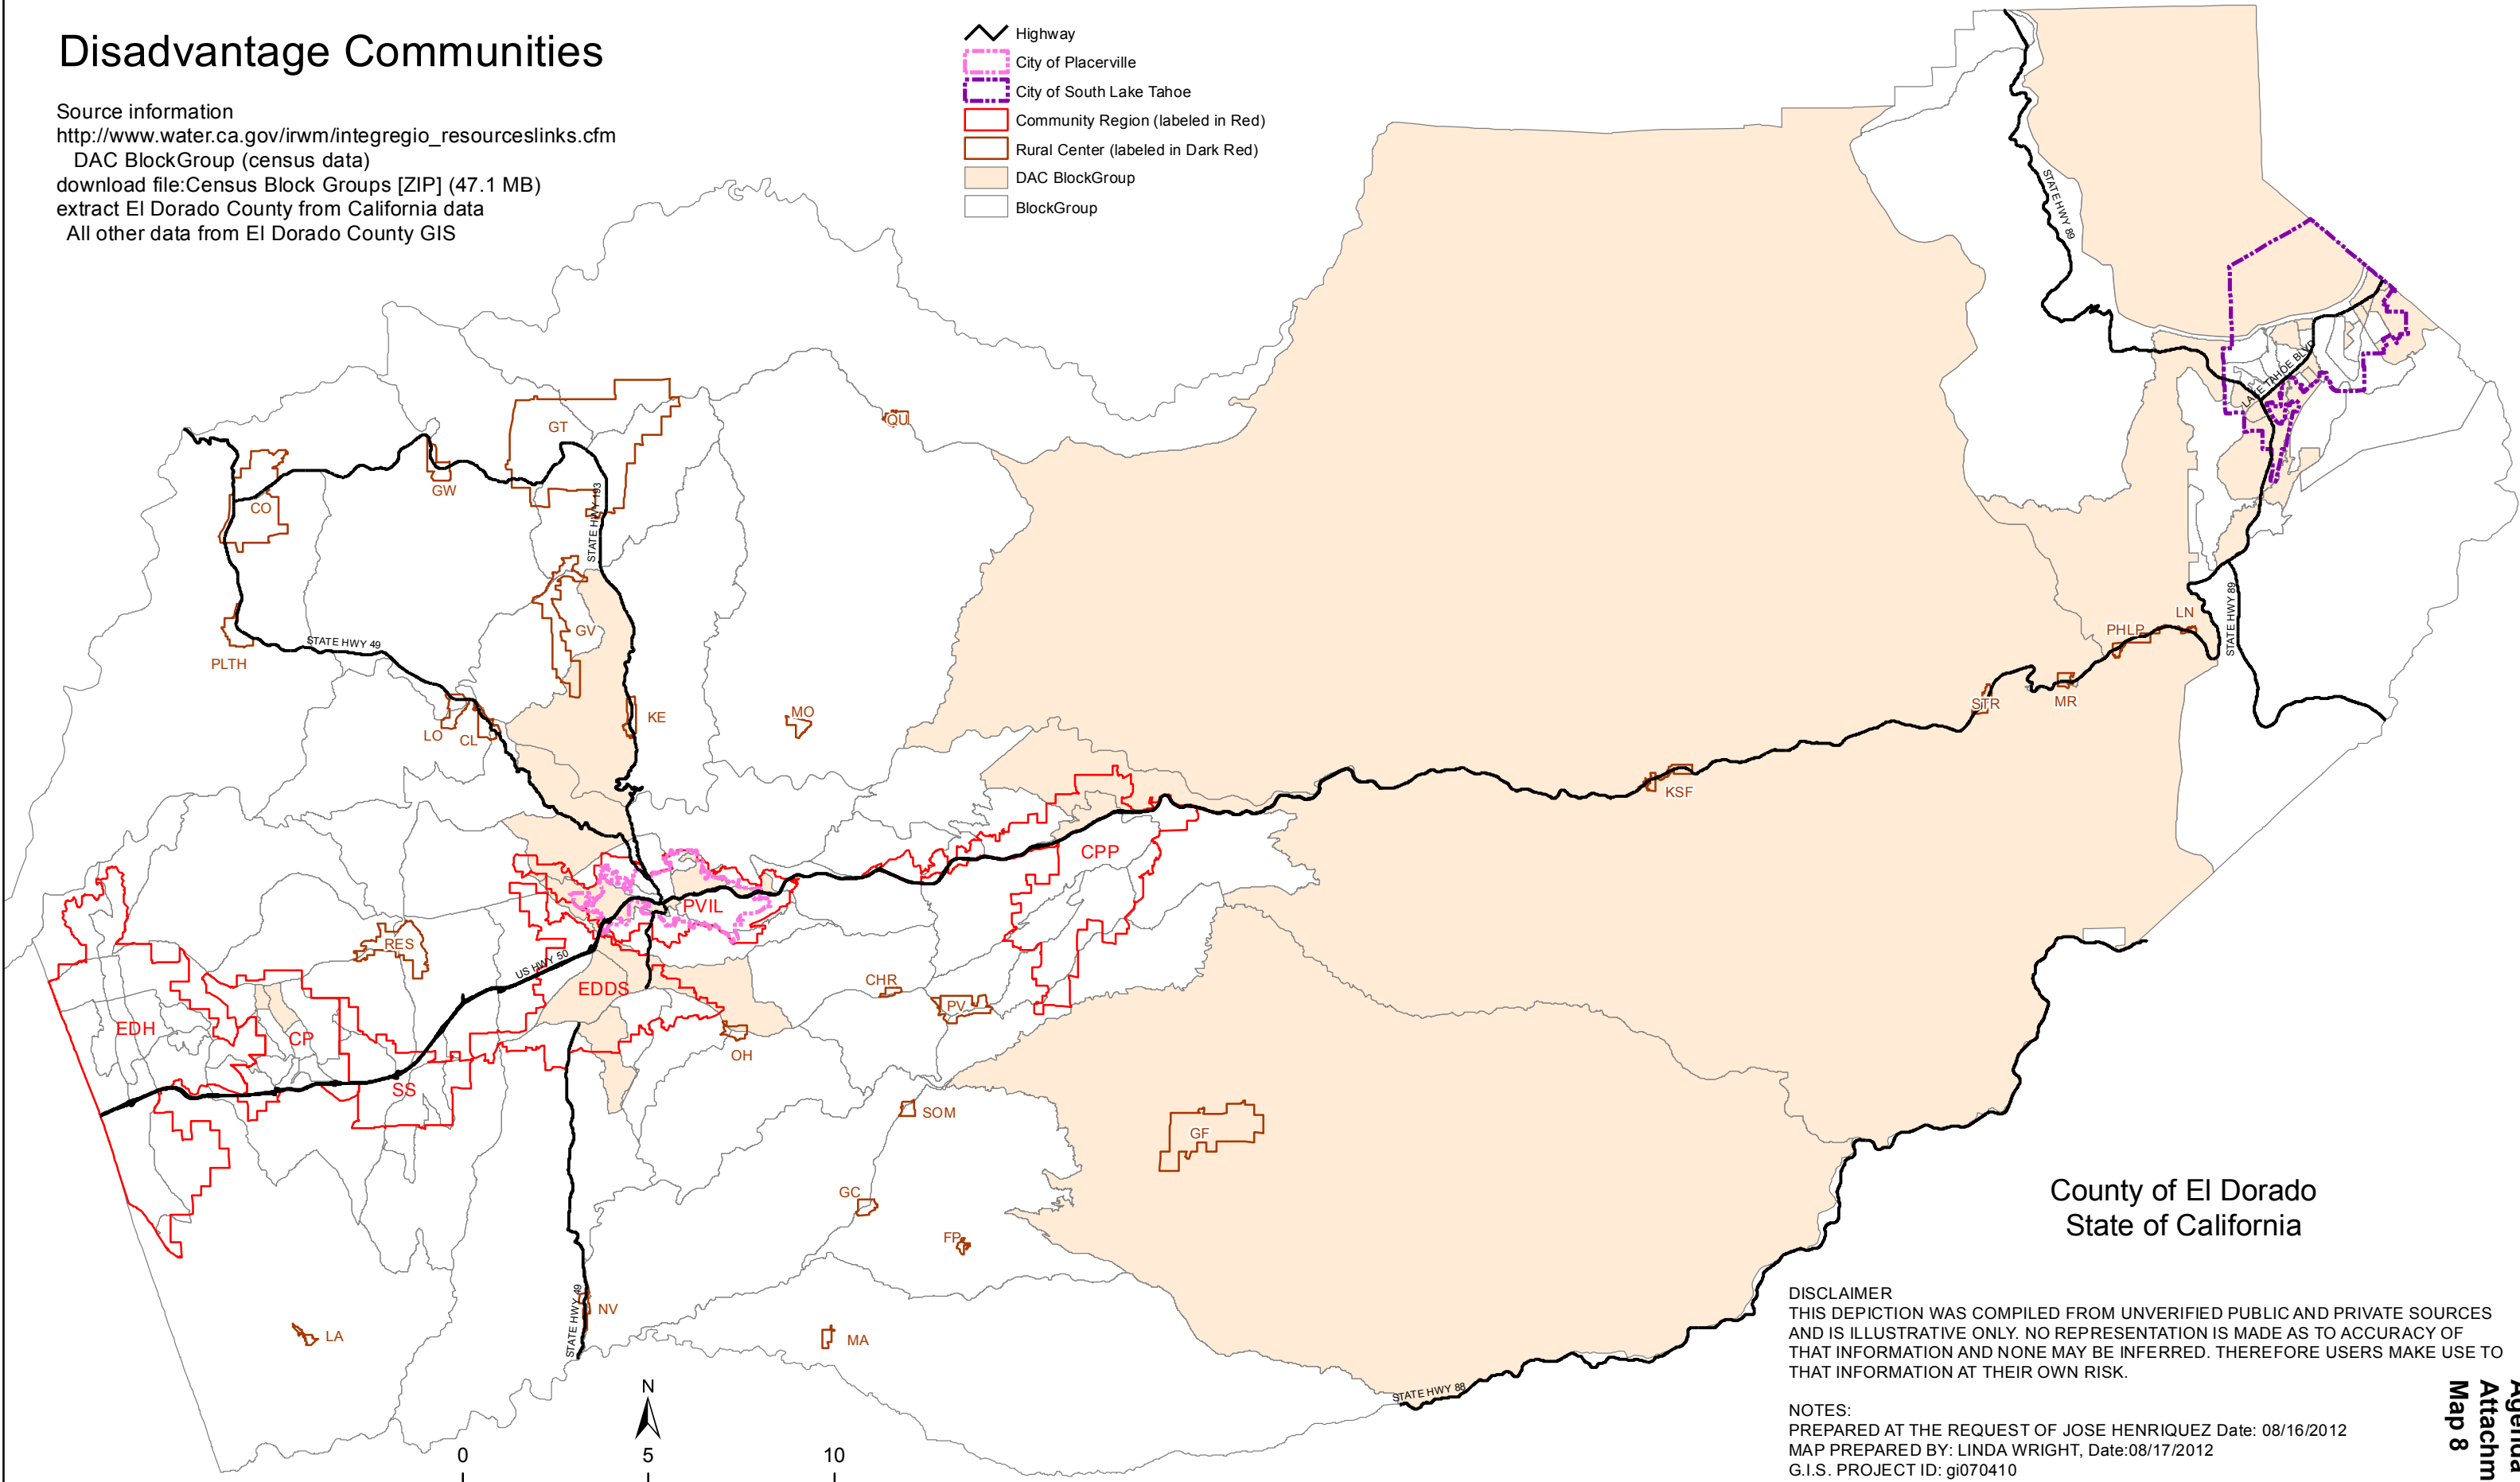 Disadvantage Communities
Source information
http://www.water.ca.gov/irwm/integregio_resourceslinks.cfm
DAC BlockGroup (census data)
download file:Census Block Groups [ZIP] (47.1 MB)
extract El Dorado County from California data
All other data from El Dorado County GIS
Highway
City of Placerville
City of South Lake Tahoe
Community Region (labeled in Red)
Rural Center (labeled in Dark Red)
DAC BlockGroup
BlockGroup
STATE HWY 89
LAKE TAHOE BLVD
QU
GT
GW
CO
STATE HWY 193
GV
STATE HWY 49
PLTH
LO
CL
KE
MO
LN
PHLP
STATE HWY 89
STR
MR
KSF
CPP
PVIL
RES
US HWY 50
EDDS
CHR
PV
EDH
CP
OH
SS
SOM
GF
GC
FP
NV
STATE HWY 49
LA
MA
STATE HWY 88
County of El Dorado
State of California
DISCLAIMER
THIS DEPICTION WAS COMPILED FROM UNVERIFIED PUBLIC AND PRIVATE SOURCES
AND IS ILLUSTRATIVE ONLY. NO REPRESENTATION IS MADE AS TO ACCURACY OF
THAT INFORMATION AND NONE MAY BE INFERRED. THEREFORE USERS MAKE USE TO
THAT INFORMATION AT THEIR OWN RISK.
NOTES:
PREPARED AT THE REQUEST OF JOSE HENRIQUEZ Date: 08/16/2012
MAP PREPARED BY: LINDA WRIGHT, Date:08/17/2012
G.I.S. PROJECT ID: gi070410
N
0 5 10
Attachm
Map 8